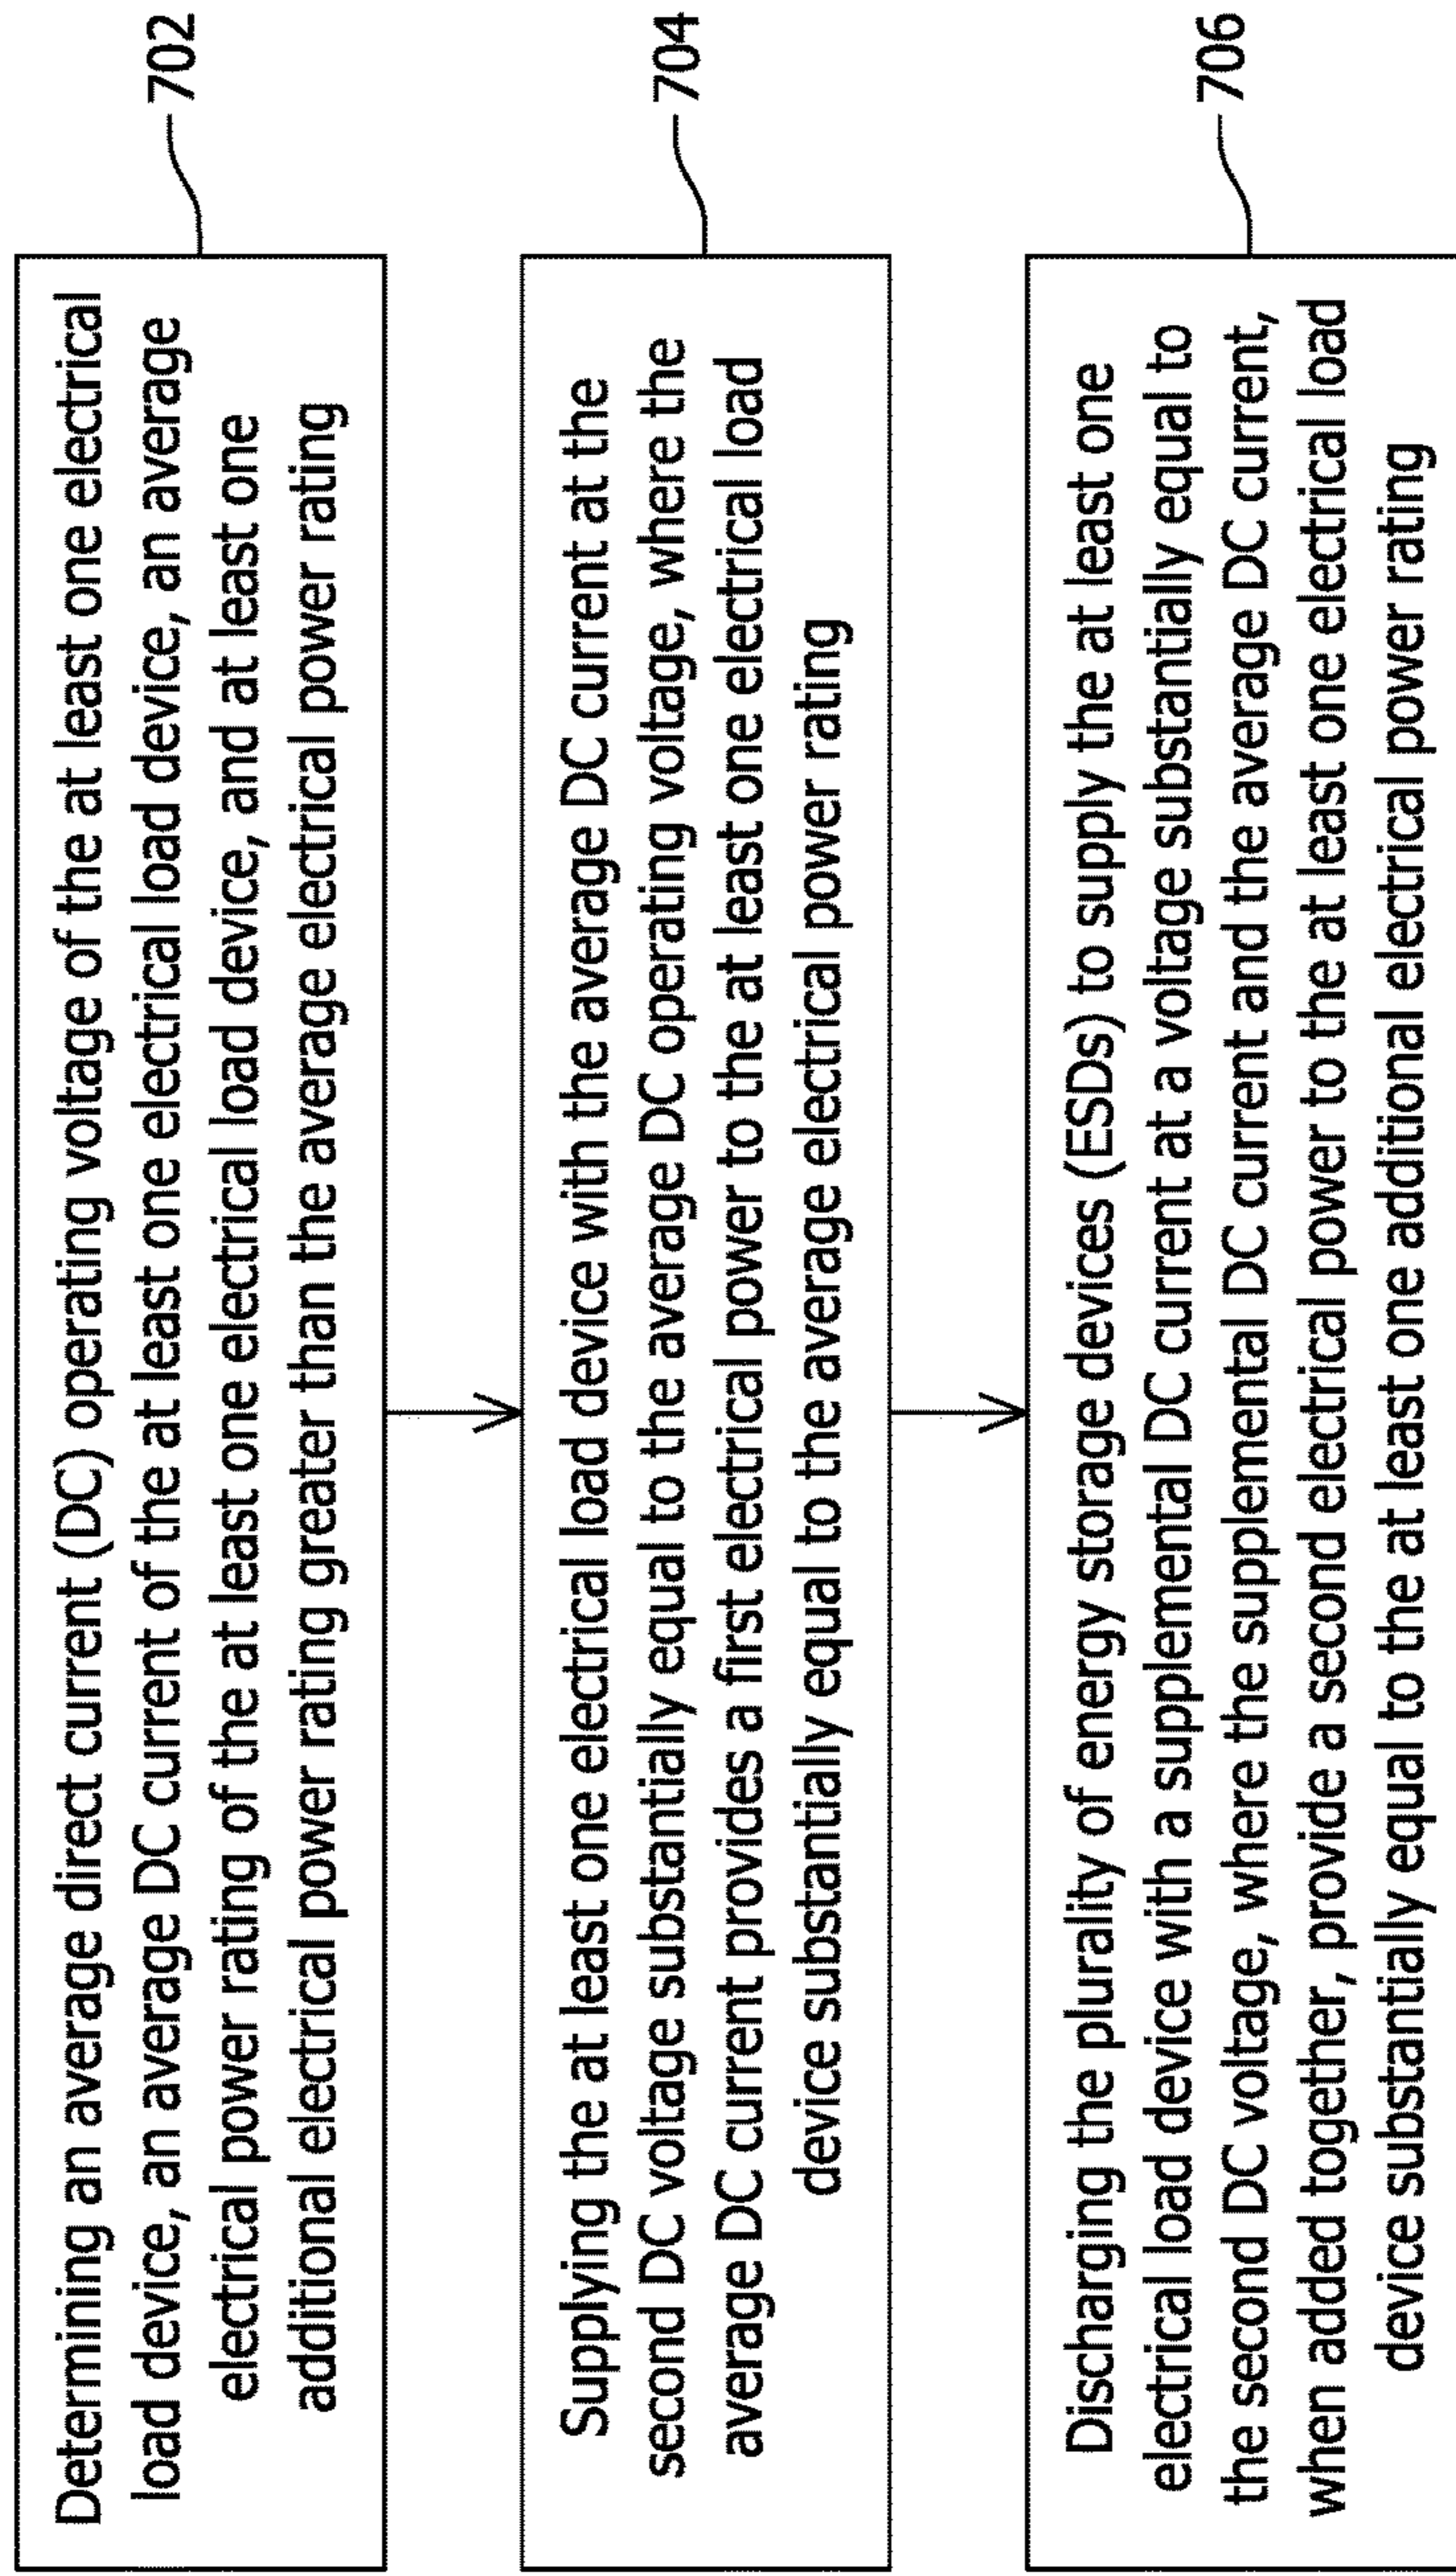 Determining an average direct current (DC) operating voltage of the at least one electrical
load device, an average DC current of the at least one electrical load device, an average
electrical power rating of the at least one electrical load device, and at least one
additional electrical power rating greater than the average electrical power rating
702
Supplying the at least one electrical load device with the average DC current at the
second DC voltage substantially equal to the average DC operating voltage, where the
average DC current provides a first electrical power to the at least one electrical load
device substantially equal to the average electrical power rating
704
Discharging the plurality of energy storage devices (ESDs) to supply the at least one
electrical load device with a supplemental DC current at a voltage substantially equal to
the second DC voltage, where the supplemental DC current and the average DC current,
when added together, provide a second electrical power to the at least one electrical load
device substantially equal to the at least one additional electrical power rating
706